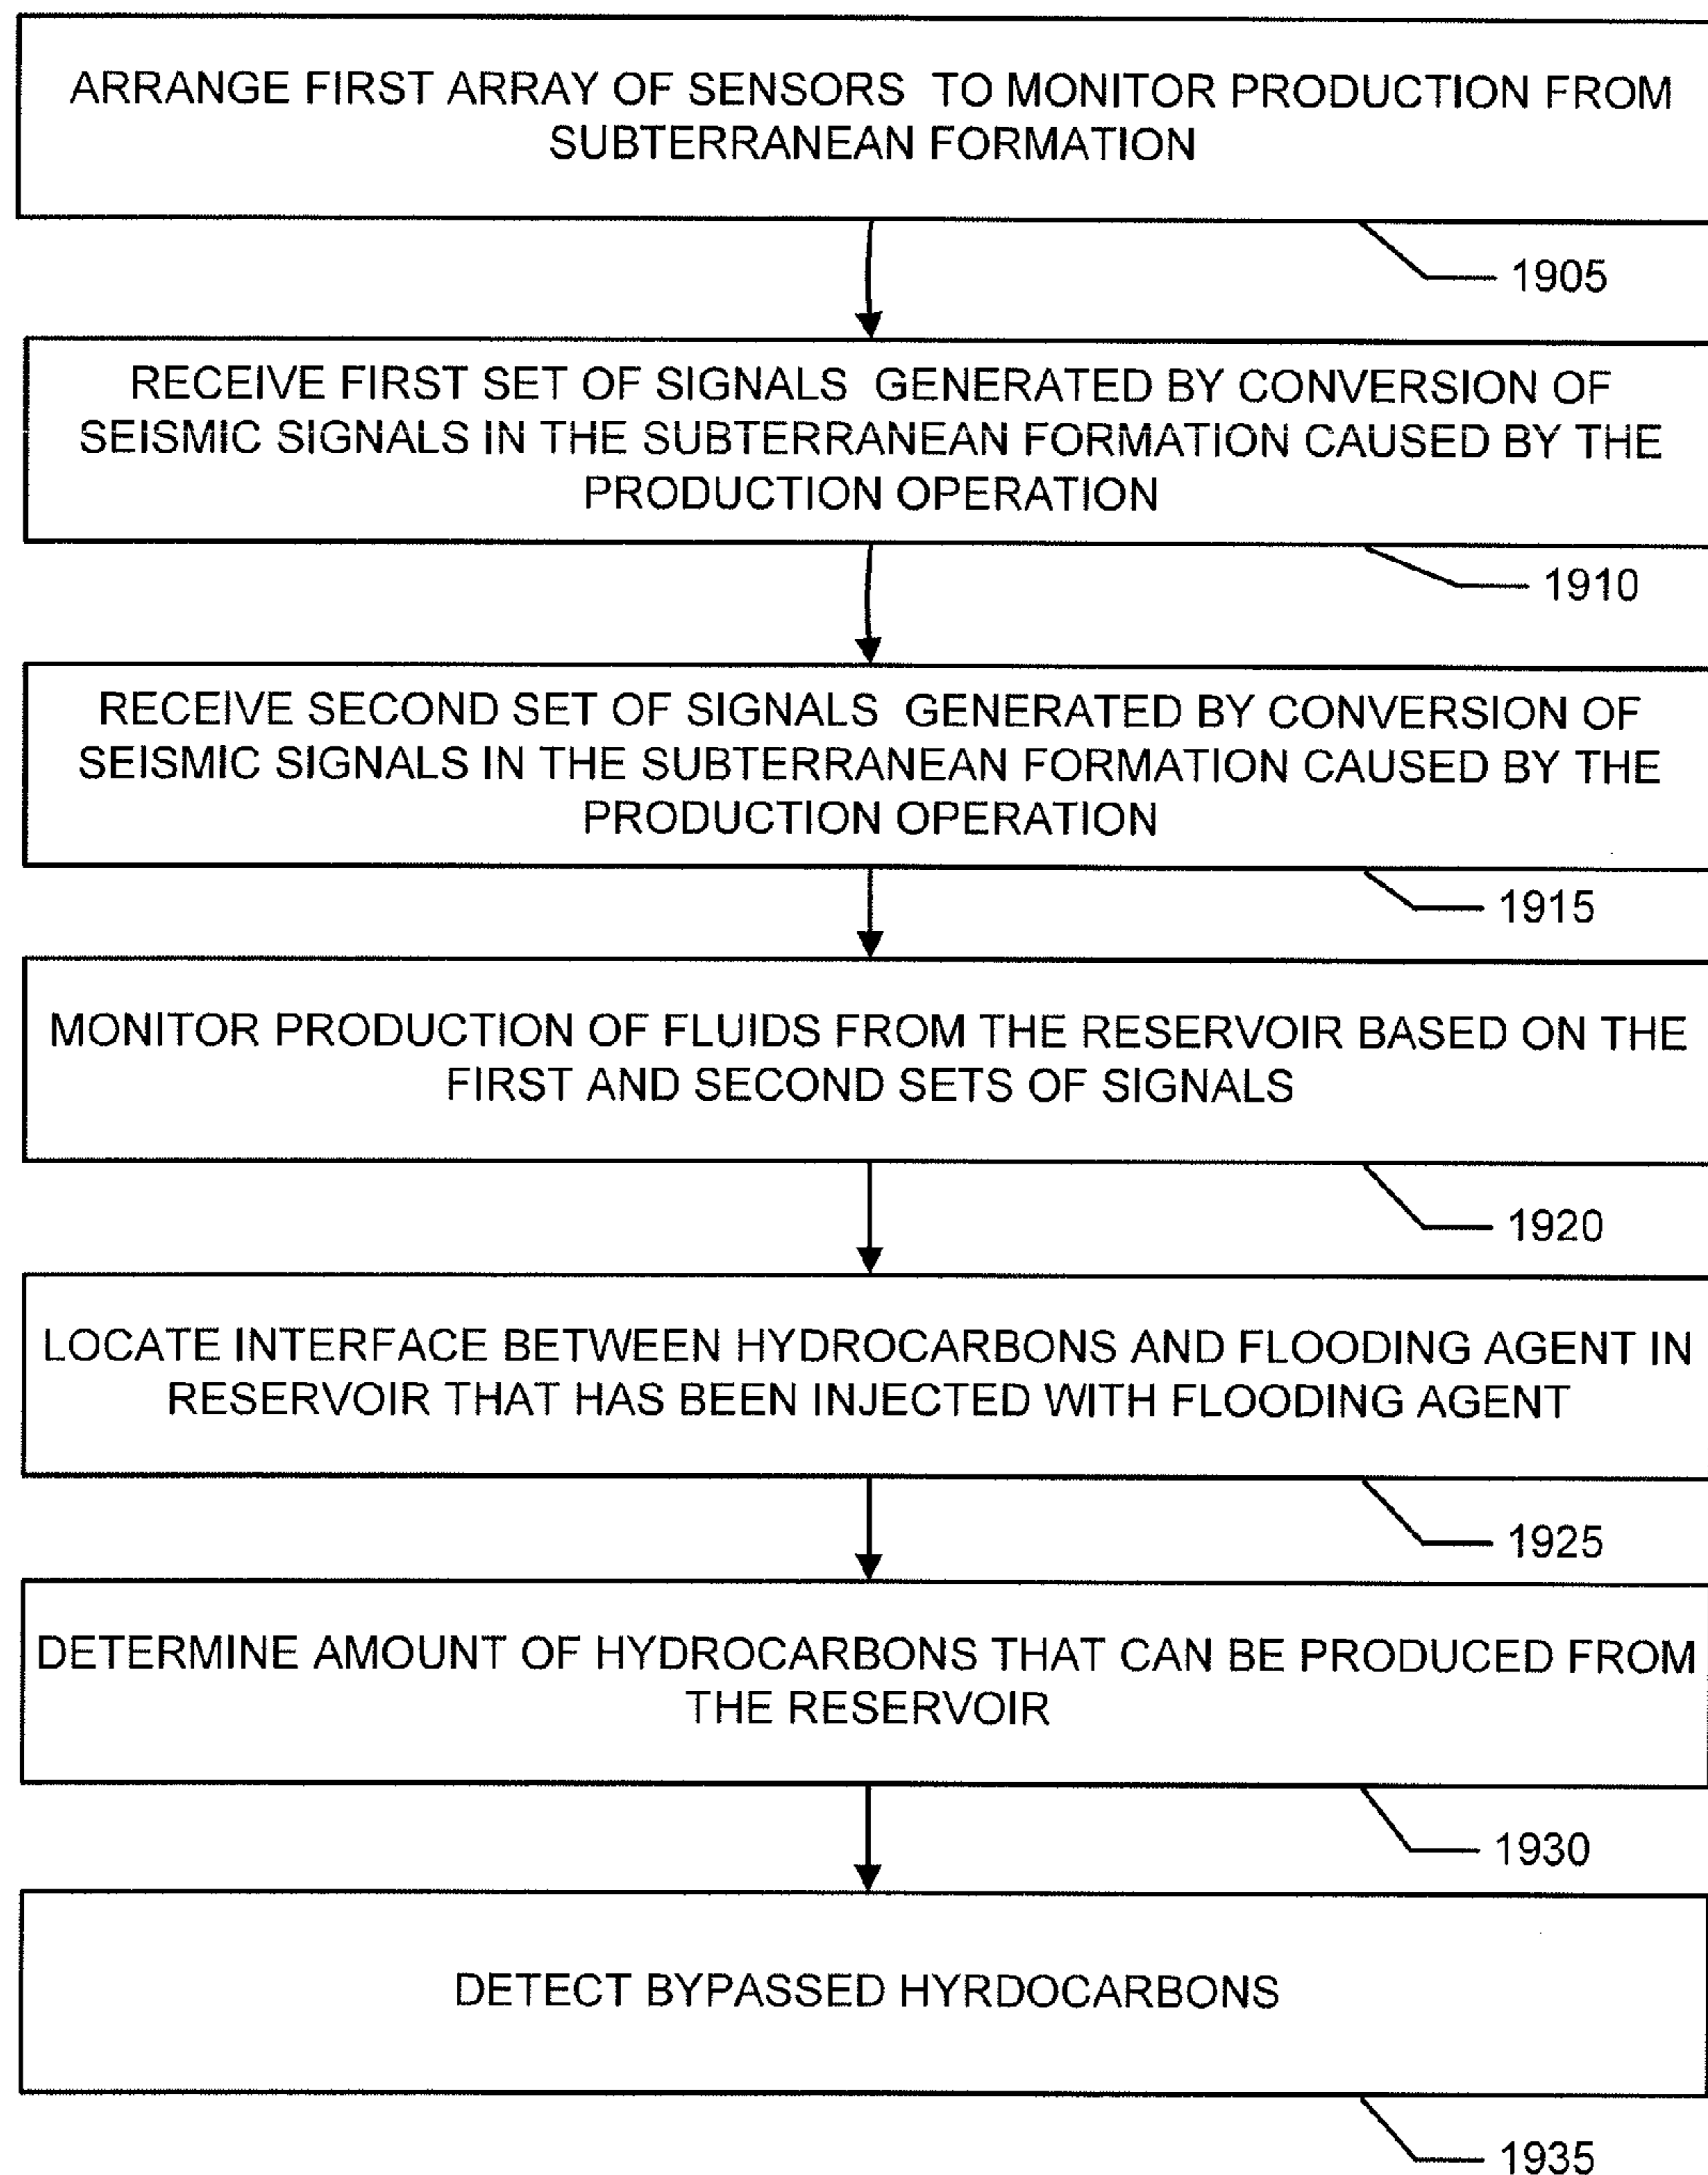 ARRANGE FIRST ARRAY OF SENSORS TO MONITOR PRODUCTION FROM
SUBTERRANEAN FORMATION
1905
RECEIVE FIRST SET OF SIGNALS GENERATED BY CONVERSION OF
SEISMIC SIGNALS IN THE SUBTERRANEAN FORMATION CAUSED BY THE
PRODUCTION OPERATION
1910
RECEIVE SECOND SET OF SIGNALS GENERATED BY CONVERSION OF
SEISMIC SIGNALS IN THE SUBTERRANEAN FORMATION CAUSED BY THE
PRODUCTION OPERATION
1915
MONITOR PRODUCTION OF FLUIDS FROM THE RESERVOIR BASED ON THE
FIRST AND SECOND SETS OF SIGNALS
1920
LOCATE INTERFACE BETWEEN HYDROCARBONS AND FLOODING AGENT IN
RESERVOIR THAT HAS BEEN INJECTED WITH FLOODING AGENT
1925
DETERMINE AMOUNT OF HYDROCARBONS THAT CAN BE PRODUCED FROM
THE RESERVOIR
1930
DETECT BYPASSED HYRDOCARBONS
1935